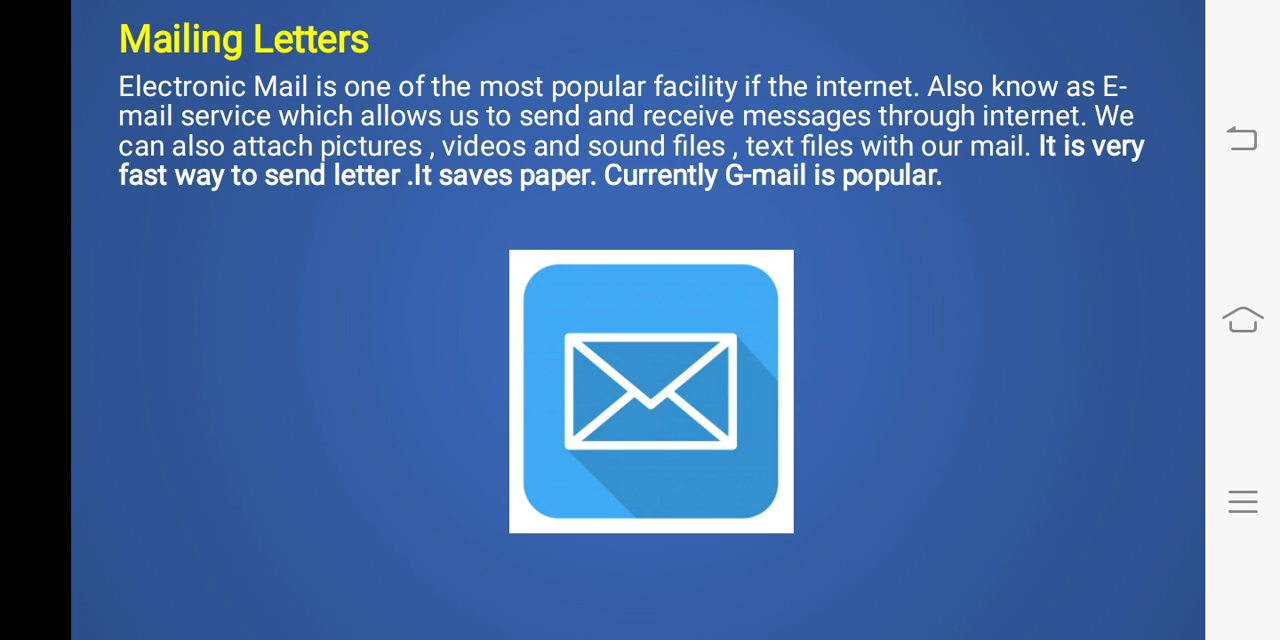 Mailing Letters
Electronic Mail is one of the most popular facility if the internet. Also know as E-
mail service which allows us to send and receive messages through internet. We
can also attach pictures , videos and sound files , text files with our mail. It is very
fast way to send letter .It saves paper. Currently G-mail is popular.